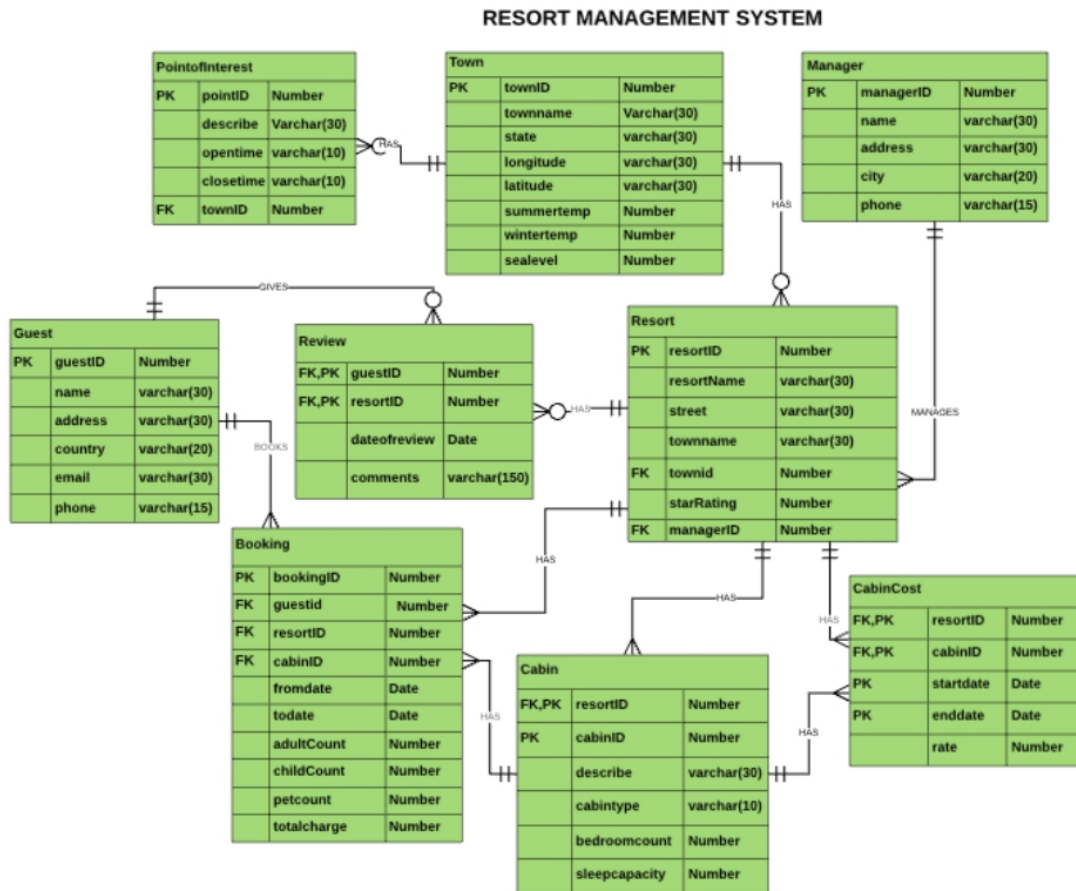 RESORT MANAGEMENT SYSTEM
PointofInterest
PK pointID Number
describe Varchar(30)
opentime varchar(10)
closetime varchar(10)
FK townID Number
HAS
Town
PK townID Number
townname Varchar(30)
state varchar(30)
longitude varchar(30)
latitude varchar(30)
summertemp Number
wintertemp Number
sealevel Number
HAS
Manager
PK managerID Number
name varchar(30)
address varchar(30)
city varchar(20)
phone varchar(15)
MANAGES
GIVES
Guest
PK guestID Number
name varchar(30)
address varchar(30)
country varchar(20)
email varchar(30)
phone varchar(15)
BOOKS
Review
FK,PK guestID Number
FK,PK resortID Number
dateofreview Date
comments varchar(150)
HAS
Resort
PK resortID Number
resortName varchar(30)
street varchar(30)
townname varchar(30)
FK townid Number
starRating Number
FK managerID Number
HAS
HAS
HAS
Booking
PK bookingID Number
FK guestid Number
FK resortID Number
FK cabinID Number
fromdate Date
todate Date
adultCount Number
childCount Number
petcount Number
totalcharge Number
HAS
Cabin
FK,PK resortID Number
PK cabinID Number
describe varchar(30)
cabintype varchar(10)
bedroomcount Number
sleepcapacity Number
HAS
CabinCost
FK,PK resortID Number
FK,PK cabinID Number
PK startdate Date
PK enddate Date
rate Number